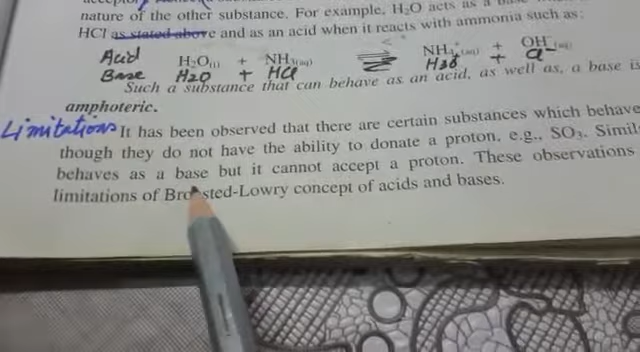 nature of the other substance. For example, H₂O acts as a
HCl as stated above and as an acid when it reacts with ammonia such as:
Acid H₂O(l) + NH₃(aq) ⇌ NH₄⁺(aq) + OH⁻(aq)
Base H2O + HCl H3O + Cl
Such a substance that can behave as an acid, as well, as a base is
amphoteric.
Limitations It has been observed that there are certain substances which behave
though they do not have the ability to donate a proton, e.g., SO₃. Simil
behaves as a base but it cannot accept a proton. These observations
limitations of Bronsted-Lowry concept of acids and bases.